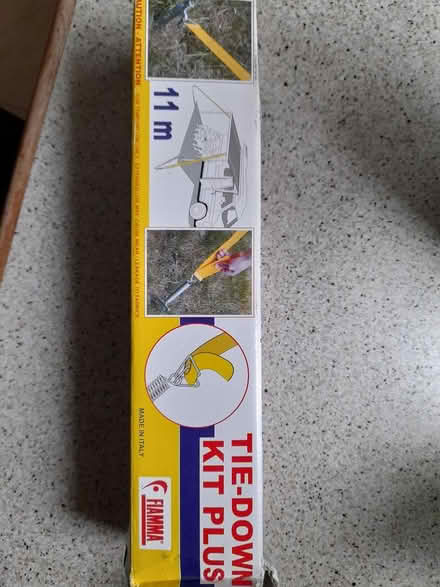 TIE-DOWN
KIT PLUS
FIAMMA
MADE IN ITALY
11 m
CAUTION - ATTENTION